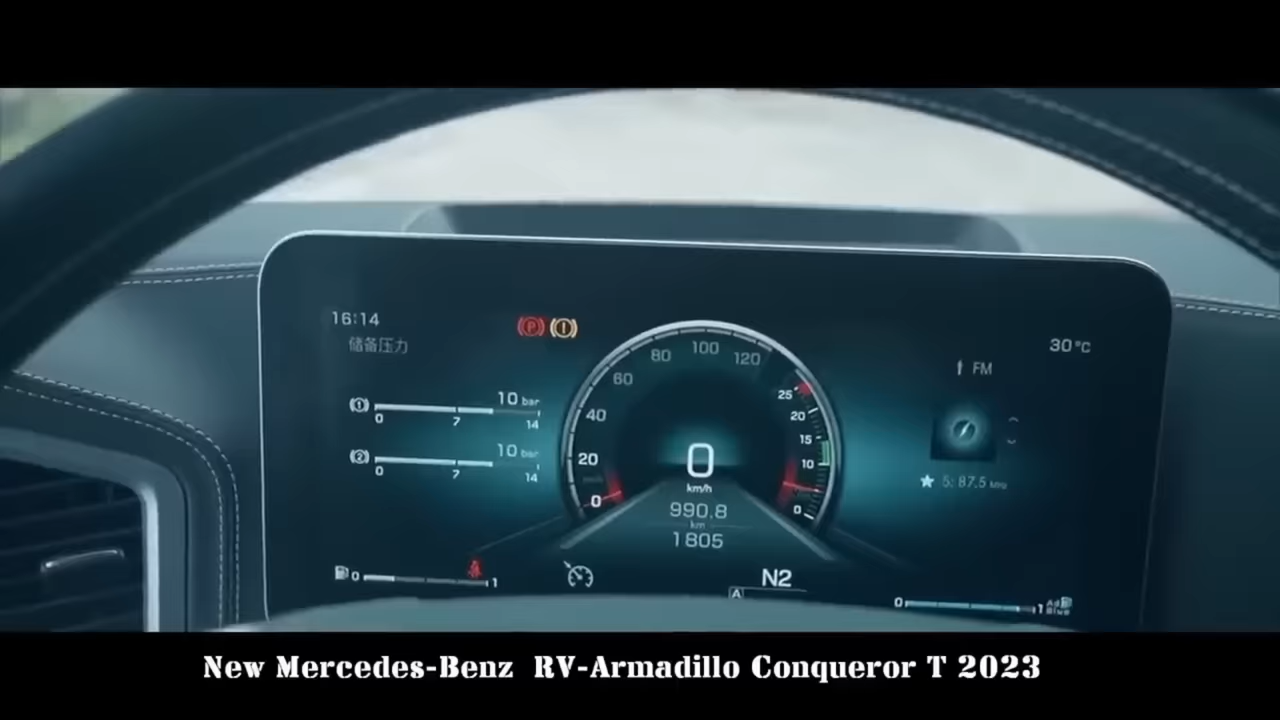 16:14
储备压力
30°C
FM
80 100 120
60
40
20
0
25
20
15
10
0
10 bar
0 7 14
10 bar
0 7 14
0
km/h
990.8
km
1805
5: 87.5 MHz
0 1
N2
A
0 1 AdBlue
New Mercedes-Benz RV-Armadillo Conqueror T 2023